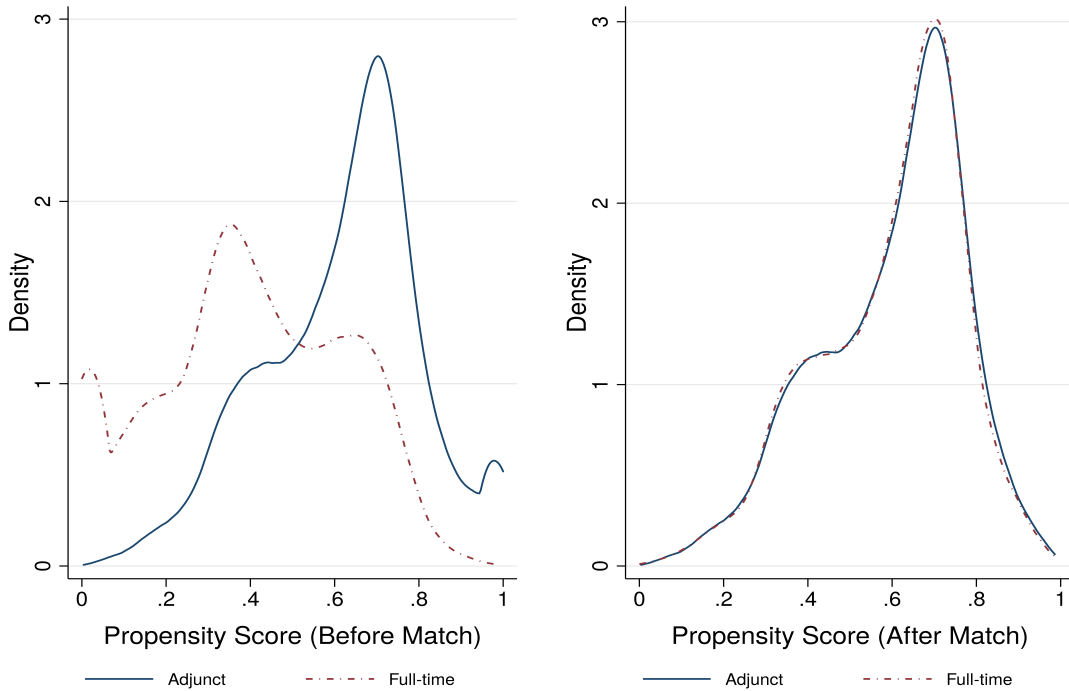 3
2
1
0
Density
0 .2 .4 .6 .8 1
Propensity Score (Before Match)
Adjunct Full-time
3
2
1
0
Density
0 .2 .4 .6 .8 1
Propensity Score (After Match)
Adjunct Full-time